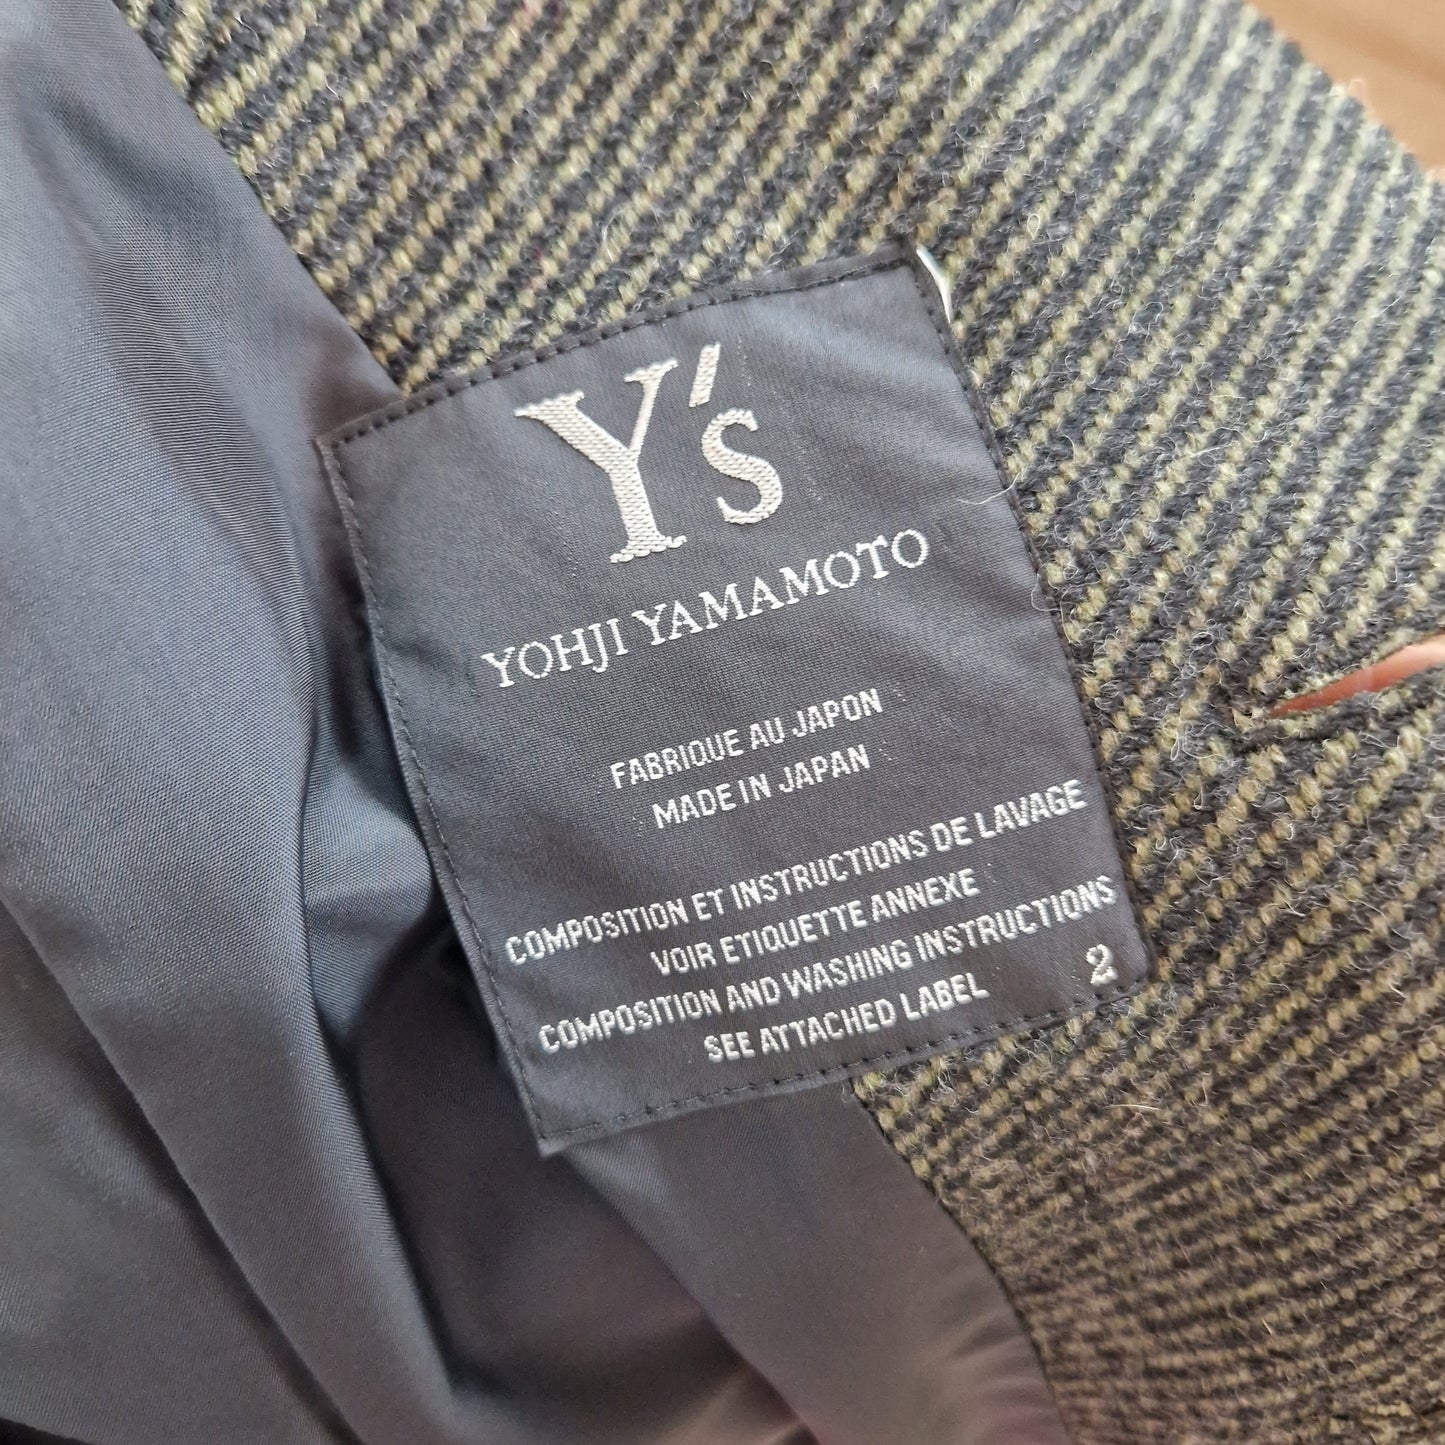 Y's
YOHJI YAMAMOTO
FABRIQUE AU JAPON
MADE IN JAPAN
COMPOSITION ET INSTRUCTIONS DE LAVAGE
VOIR ETIQUETTE ANNEXE
COMPOSITION AND WASHING INSTRUCTIONS
SEE ATTACHED LABEL 2